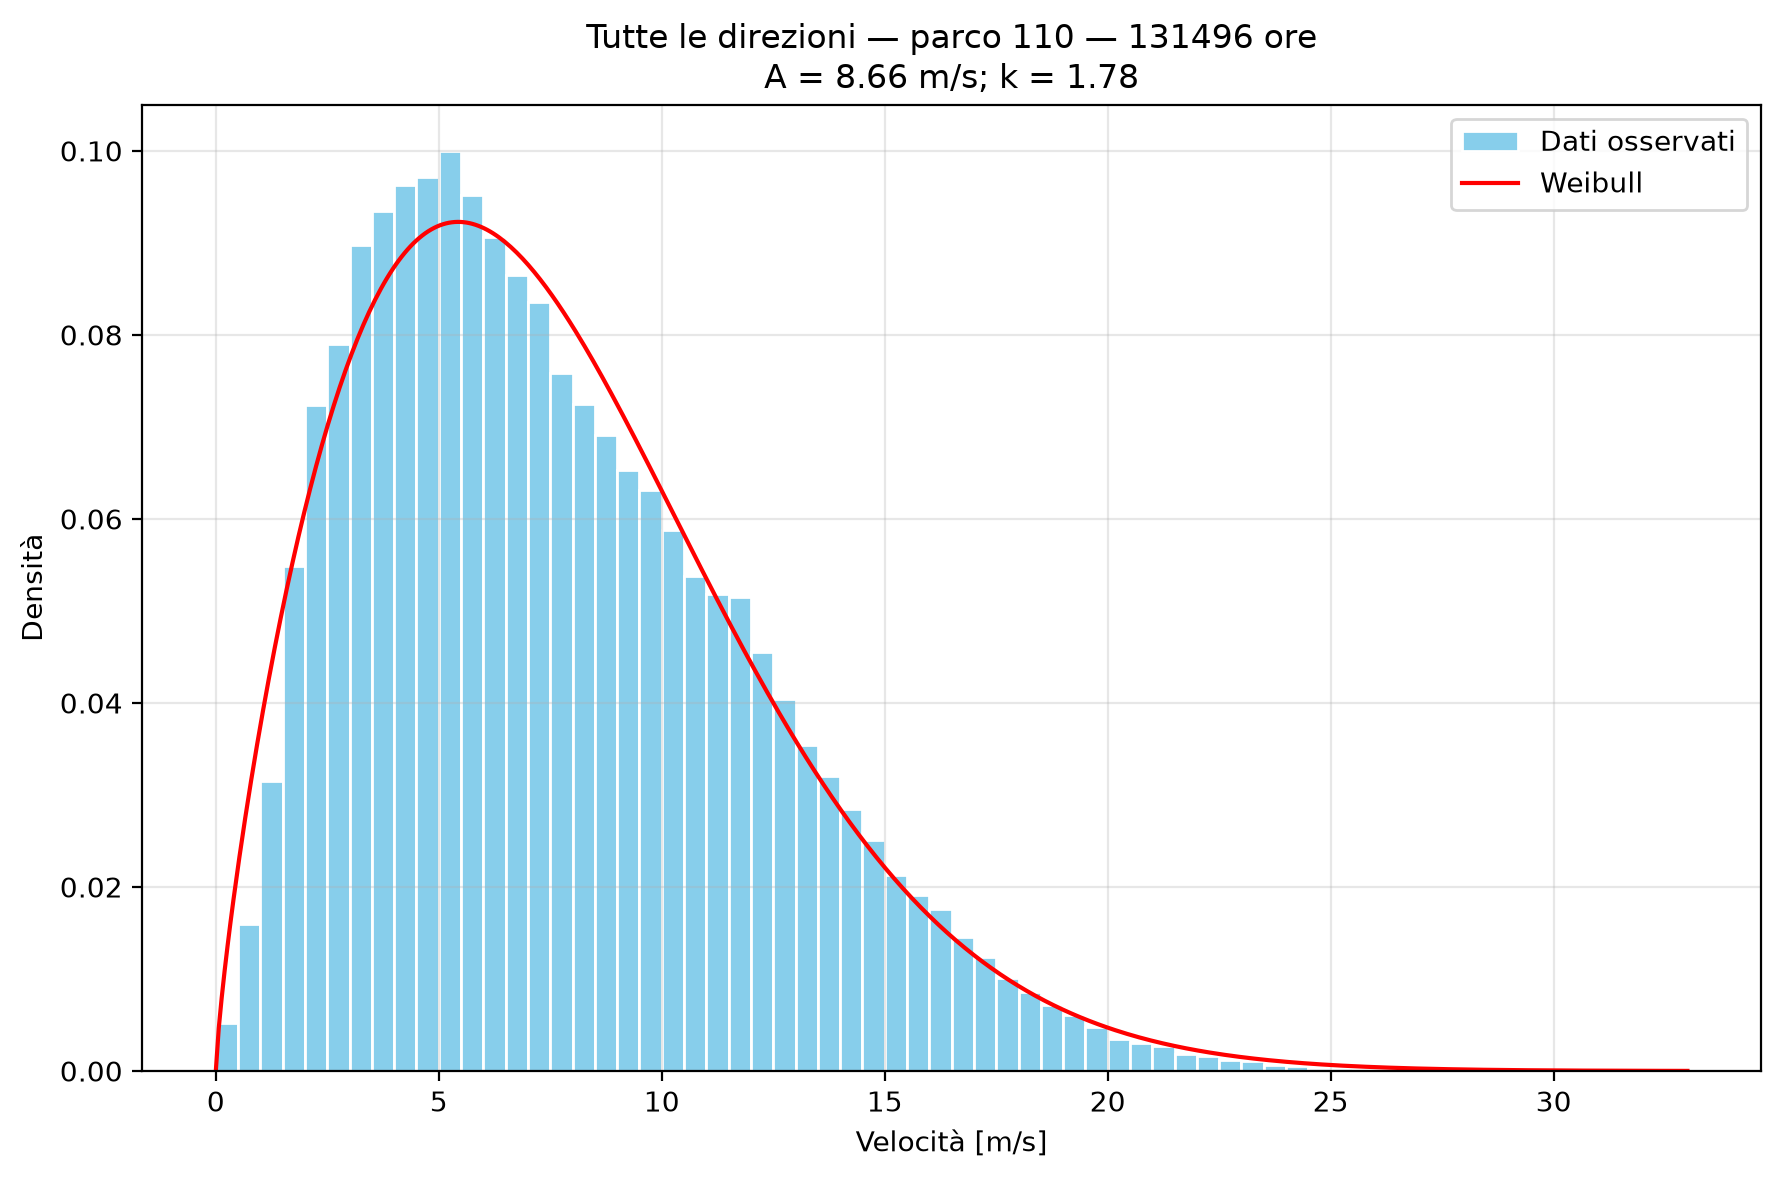 Tutte le direzioni — parco 110 — 131496 ore
A = 8.66 m/s; k = 1.78
Dati osservati
Weibull
0.10
0.08
0.06
0.04
0.02
0.00
Densità
0 5 10 15 20 25 30
Velocità [m/s]